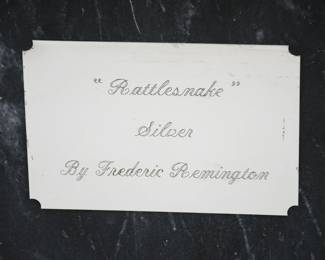 "Rattlesnake"
Silver
By Frederic Remington